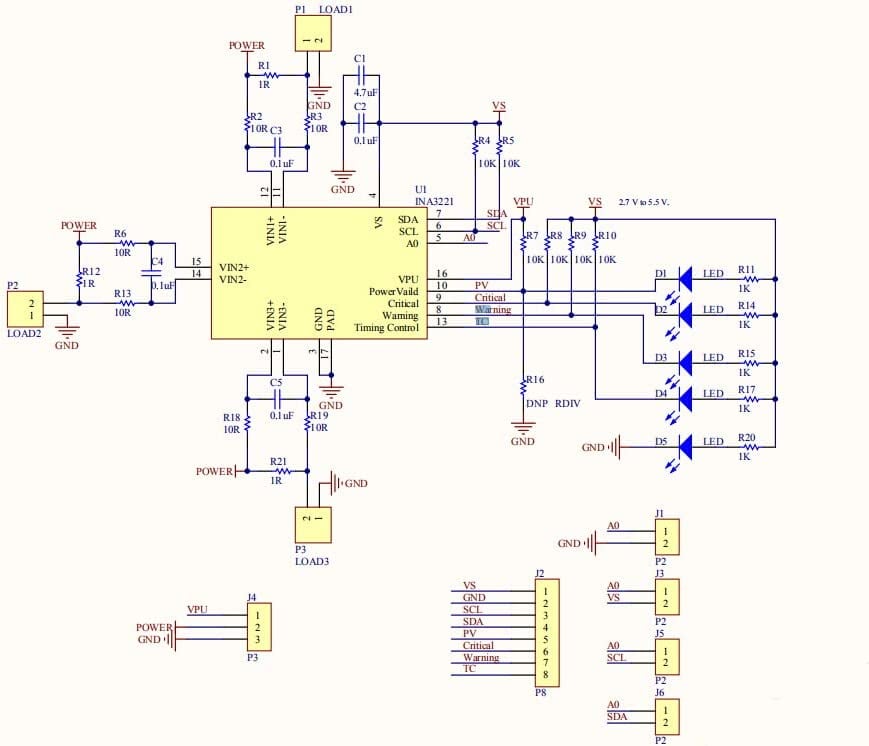 P1 LOAD1
1 2
POWER
R1
1R
GND
R2
10R
R3
10R
C3
0.1uF
12 11
C1
4.7uF
C2
0.1uF
GND
4
VS
R4 R5
10K 10K
U1
INA3221
VIN1+ VIN1-
VS
SDA 7 SDA
SCL 6 SCL
A0 5 A0
VPU 16
PowerVaild 10 PV
Critical 9 Critical
Warning 8 Warning
Timing Control 13 TC
15 VIN2+
14 VIN2-
VIN3+ VIN3-
GND PAD
2 1 3 17
GND
POWER
R6
10R
C4
0.1uF
R12
1R
R13
10R
P2
2
1
LOAD2
GND
C5
0.1uF
R18
10R
R19
10R
POWER
R21
1R
GND
2 1
P3
LOAD3
VPU
VS 2.7 V to 5.5 V.
R7 R8 R9 R10
10K 10K 10K 10K
R16
DNP RDIV
GND
D1 LED R11
1K
D2 LED R14
1K
D3 LED R15
1K
D4 LED R17
1K
GND D5 LED R20
1K
J4
VPU 1
POWER 2
GND 3
P3
J2
VS 1
GND 2
SCL 3
SDA 4
PV 5
Critical 6
Warning 7
TC 8
P8
J1
A0 1
GND 2
P2
J3
A0 1
VS 2
P2
J5
A0 1
SCL 2
P2
J6
A0 1
SDA 2
P2